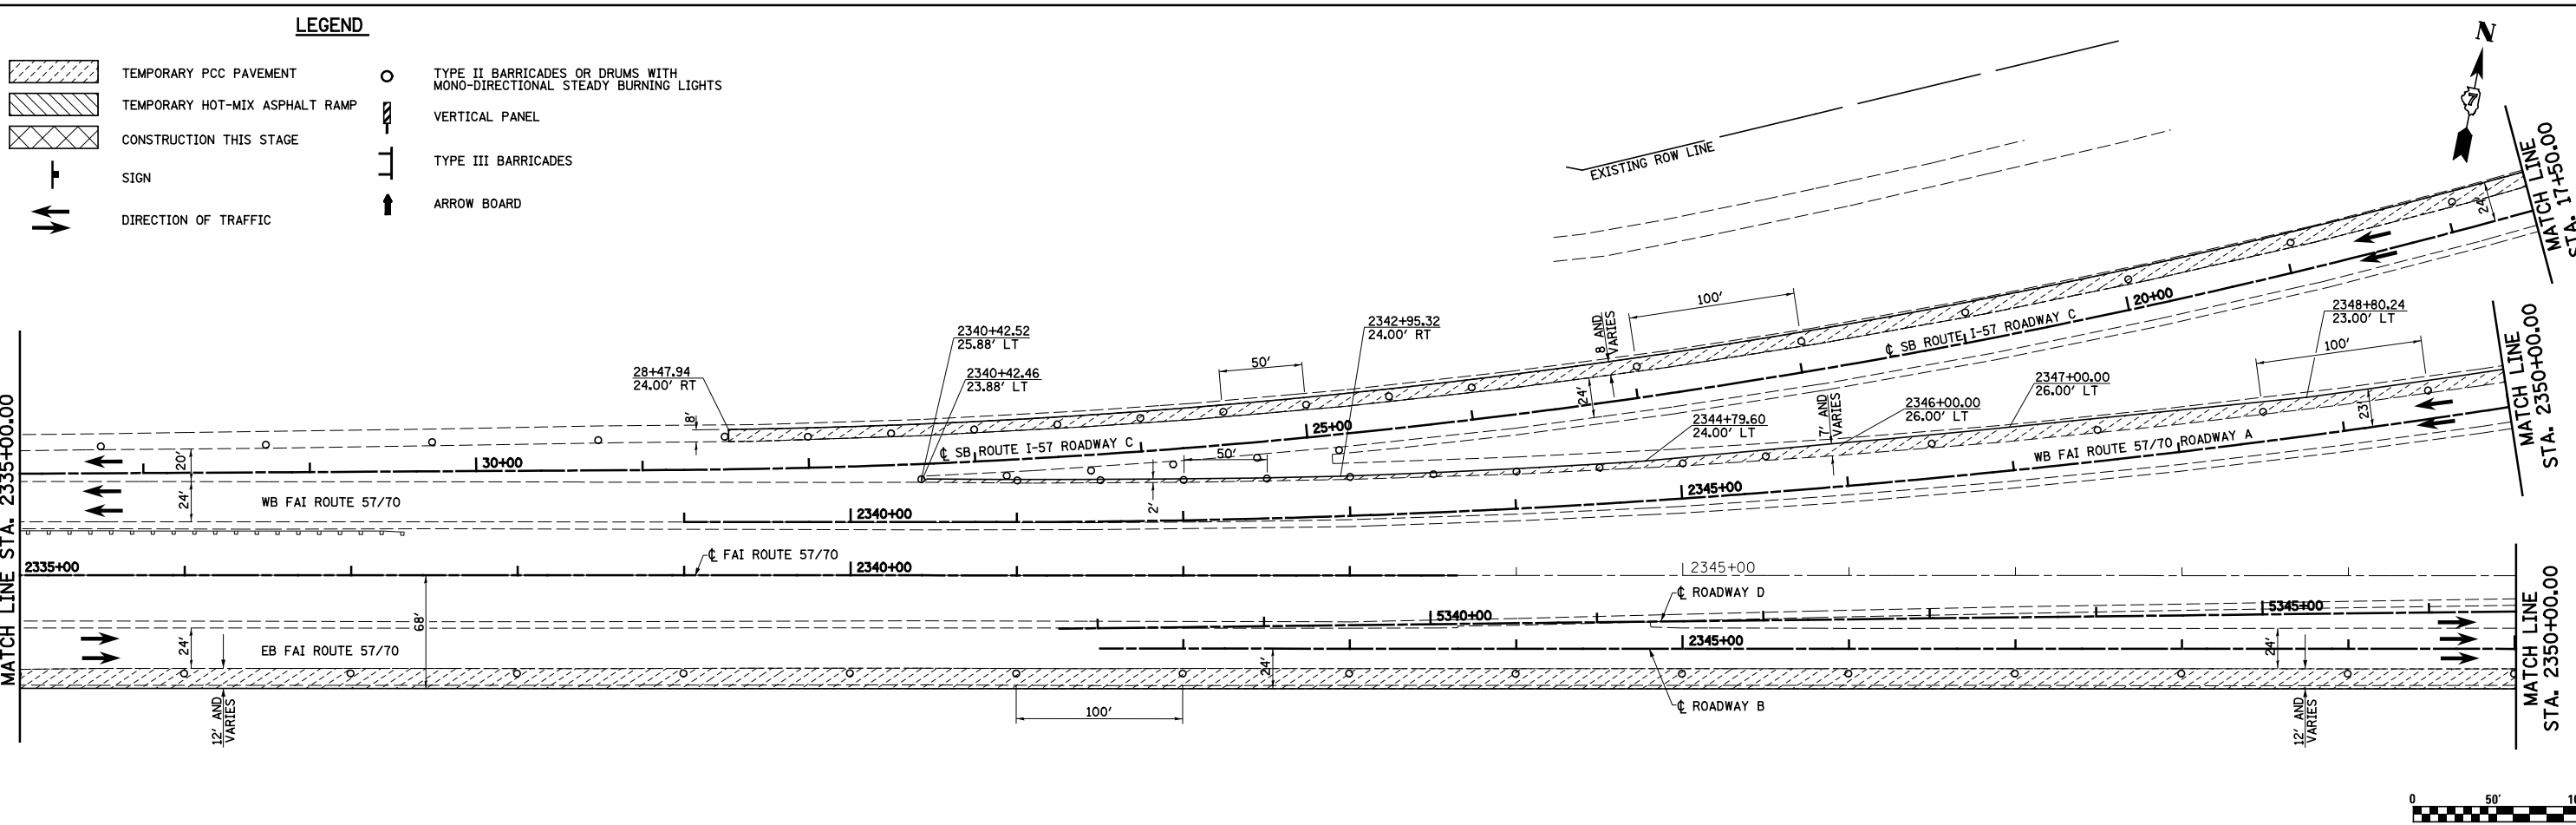 LEGEND
TEMPORARY PCC PAVEMENT
TEMPORARY HOT-MIX ASPHALT RAMP
CONSTRUCTION THIS STAGE
SIGN
DIRECTION OF TRAFFIC
TYPE II BARRICADES OR DRUMS WITH
MONO-DIRECTIONAL STEADY BURNING LIGHTS
VERTICAL PANEL
TYPE III BARRICADES
ARROW BOARD
N
7
EXISTING ROW LINE
MATCH LINE
STA. 17+50.00
24'
20+00
100'
8 AND
VARIES
℄ SB ROUTE I-57 ROADWAY C
2348+80.24
23.00' LT
100'
MATCH LINE
STA. 2350+00.00
2340+42.52
25.88' LT
2342+95.32
24.00' RT
50'
28+47.94
24.00' RT
2340+42.46
23.88' LT
8'
25+00
24'
2347+00.00
26.00' LT
2346+00.00
26.00' LT
7' AND
VARIES
2344+79.60
24.00' LT
23'
WB FAI ROUTE 57/70 ROADWAY A
℄ SB ROUTE I-57 ROADWAY C
30+00
20'
50'
2'
24'
WB FAI ROUTE 57/70
2340+00
2345+00
MATCH LINE STA. 2335+00.00
2335+00
℄ FAI ROUTE 57/70
2340+00
2345+00
℄ ROADWAY D
5340+00
5345+00
68'
24'
EB FAI ROUTE 57/70
24'
2345+00
24'
℄ ROADWAY B
12' AND
VARIES
100'
12' AND
VARIES
MATCH LINE
STA. 2350+00.00
0
50'